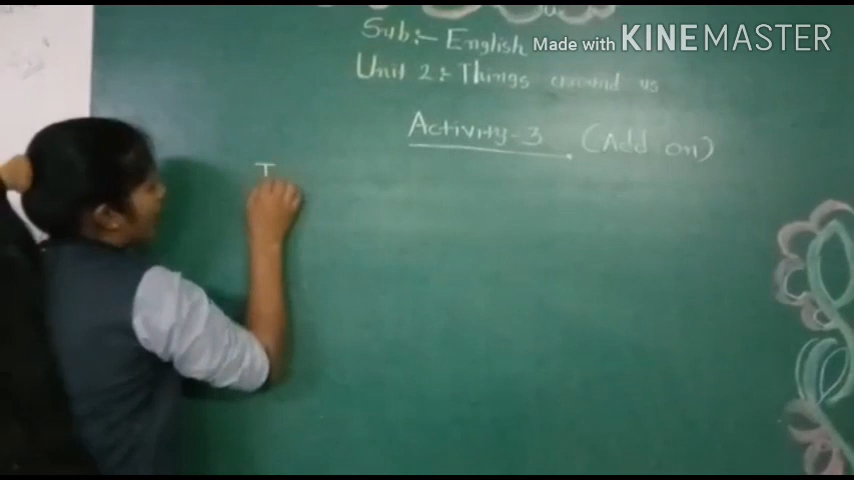 Sub:- English
Made with KINEMASTER
Unit 2:- Things around us
Activity-3 (Add on)
T